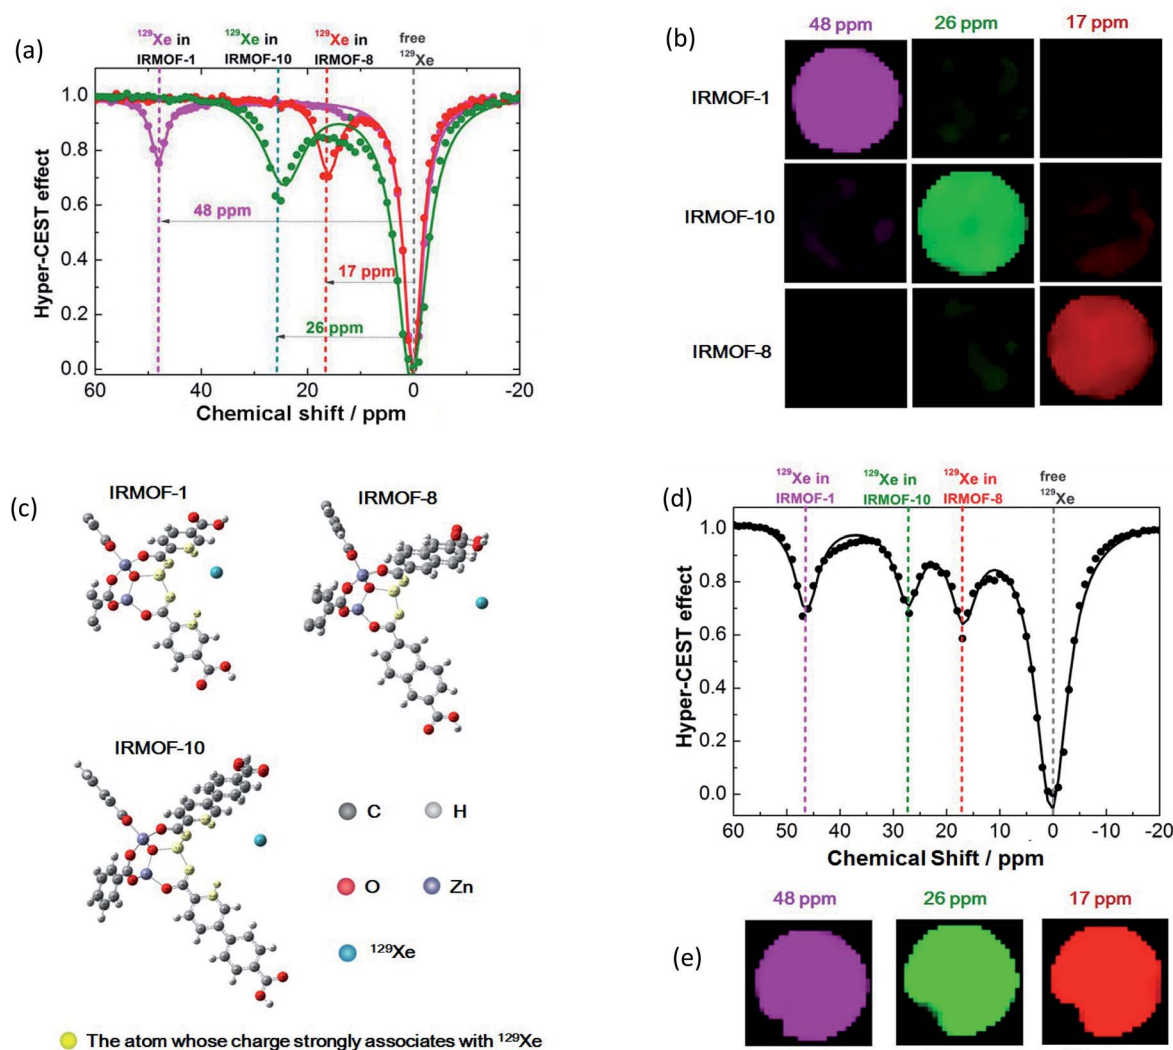 (a)
¹²⁹Xe in
IRMOF-1
¹²⁹Xe in
IRMOF-10
¹²⁹Xe in
IRMOF-8
free
¹²⁹Xe
Hyper-CEST effect
1.0
0.8
0.6
0.4
0.2
0.0
48 ppm
17 ppm
26 ppm
60 40 20 0 -20
Chemical shift / ppm
(b)
48 ppm 26 ppm 17 ppm
IRMOF-1
IRMOF-10
IRMOF-8
(c)
IRMOF-1
IRMOF-8
IRMOF-10
C H
O Zn
¹²⁹Xe
The atom whose charge strongly associates with ¹²⁹Xe
(d)
¹²⁹Xe in
IRMOF-1
¹²⁹Xe in
IRMOF-10
¹²⁹Xe in
IRMOF-8
free
¹²⁹Xe
Hyper-CEST effect
1.0
0.8
0.6
0.4
0.2
0.0
60 50 40 30 20 10 0 -10 -20
Chemical Shift / ppm
(e)
48 ppm 26 ppm 17 ppm